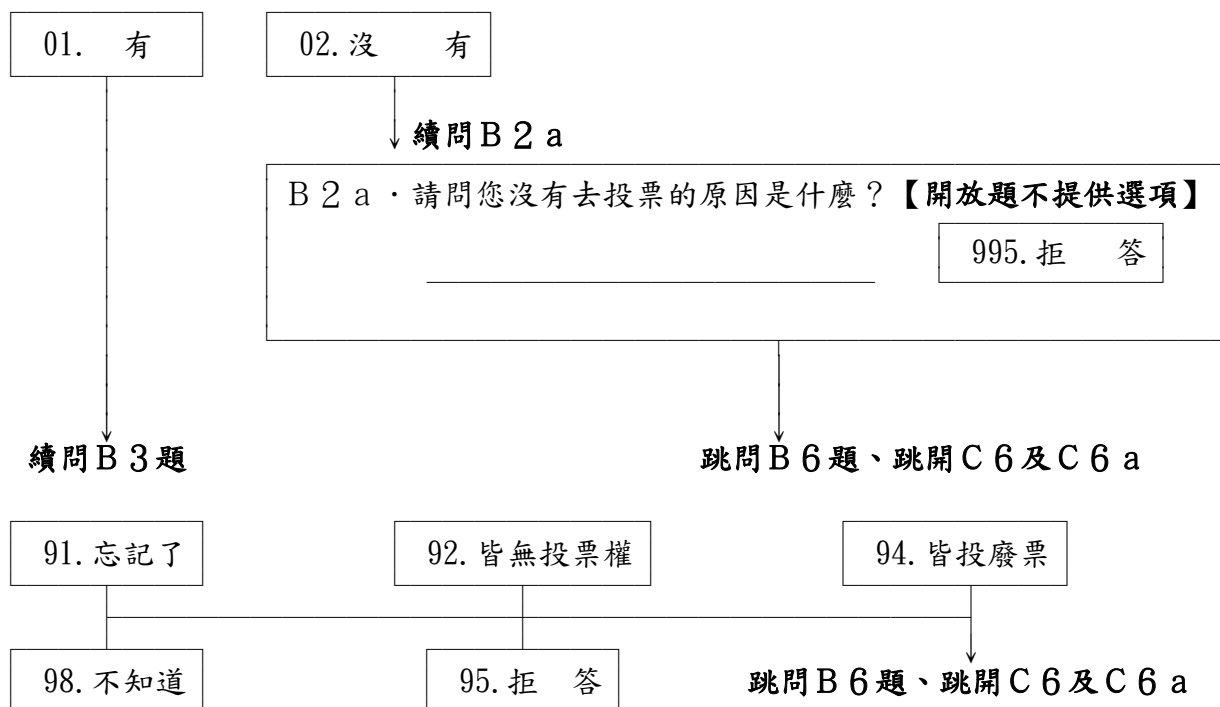 01. 有 02.沒 有
續問Ｂ２a
Ｂ２a．請問您沒有去投票的原因是什麼？【開放題不提供選項】
995.拒 答
續問Ｂ３題 跳問Ｂ６題、跳開Ｃ６及Ｃ６a
91.忘記了 92.皆無投票權 94.皆投廢票
98.不知道 95.拒 答 跳問Ｂ６題、跳開Ｃ６及Ｃ６a